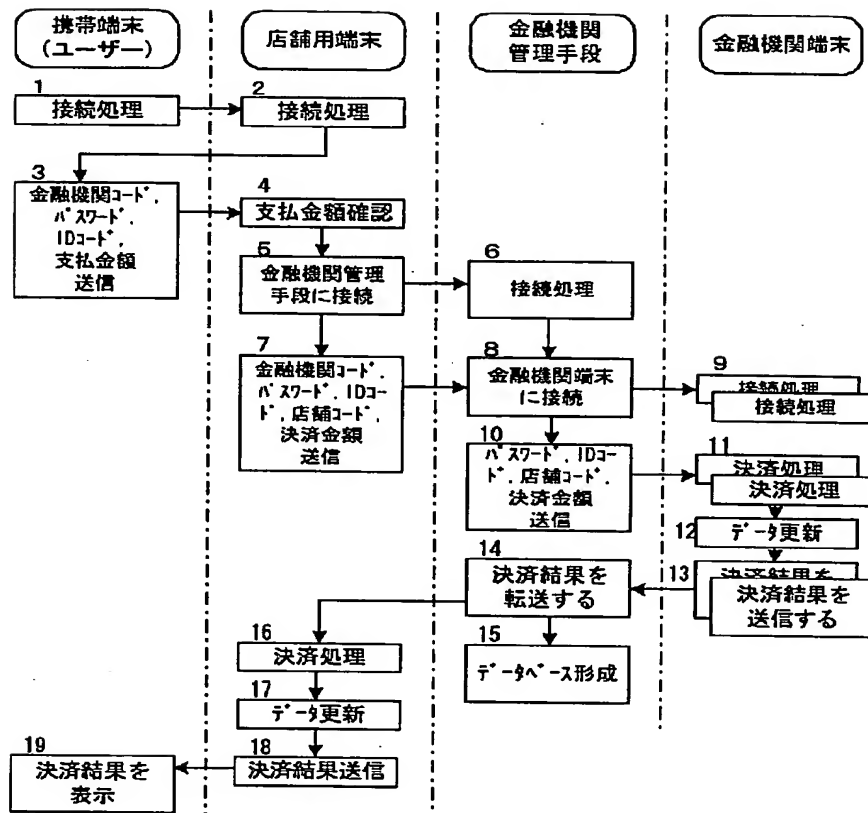 携帯端末
(ユーザー)
店舗用端末
金融機関
管理手段
金融機関端末
1
接続処理
2
接続処理
3
金融機関コード,
パスワード,
IDコード,
支払金額
送信
4
支払金額確認
5
金融機関管理
手段に接続
6
接続処理
7
金融機関コード,
パスワード, IDコー
ド, 店舗コード,
決済金額
送信
8
金融機関端末
に接続
9
接続処理
接続処理
10
パスワード, IDコー
ド, 店舗コード,
決済金額
送信
11
決済処理
決済処理
12
データ更新
13
決済結果を
決済結果を
送信する
14
決済結果を
転送する
15
データベース形成
16
決済処理
17
データ更新
18
決済結果送信
19
決済結果を
表示